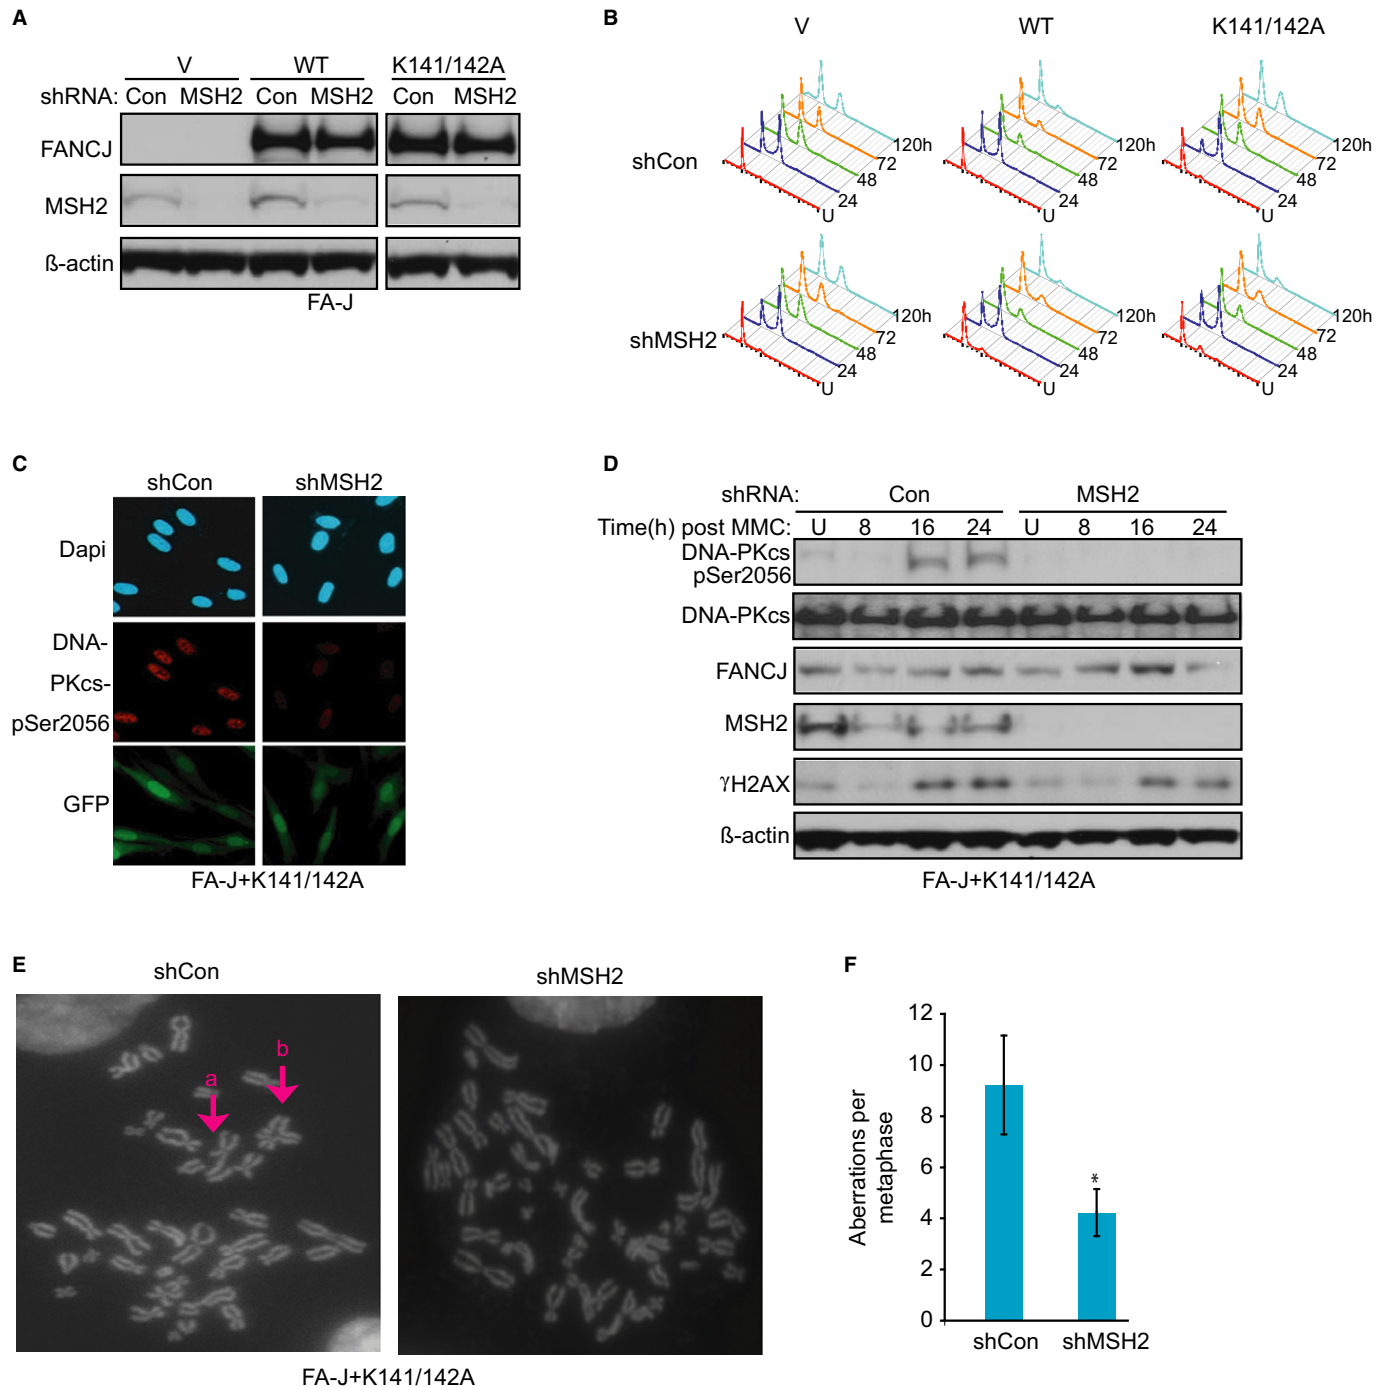 A
V WT K141/142A
shRNA: Con MSH2 Con MSH2 Con MSH2
FANCJ
MSH2
ß-actin
FA-J
B
V WT K141/142A
shCon
U 24 48 72 120h
U 24 48 72 120h
U 24 48 72 120h
shMSH2
U 24 48 72 120h
U 24 48 72 120h
U 24 48 72 120h
C
shCon shMSH2
Dapi
DNA-
PKcs-
pSer2056
GFP
FA-J+K141/142A
D
shRNA: Con MSH2
Time(h) post MMC: U 8 16 24 U 8 16 24
DNA-PKcs
pSer2056
DNA-PKcs
FANCJ
MSH2
γH2AX
ß-actin
FA-J+K141/142A
E
shCon shMSH2
a b
FA-J+K141/142A
F
Aberrations per
metaphase
12
10
8
6
4
2
0
*
shCon shMSH2